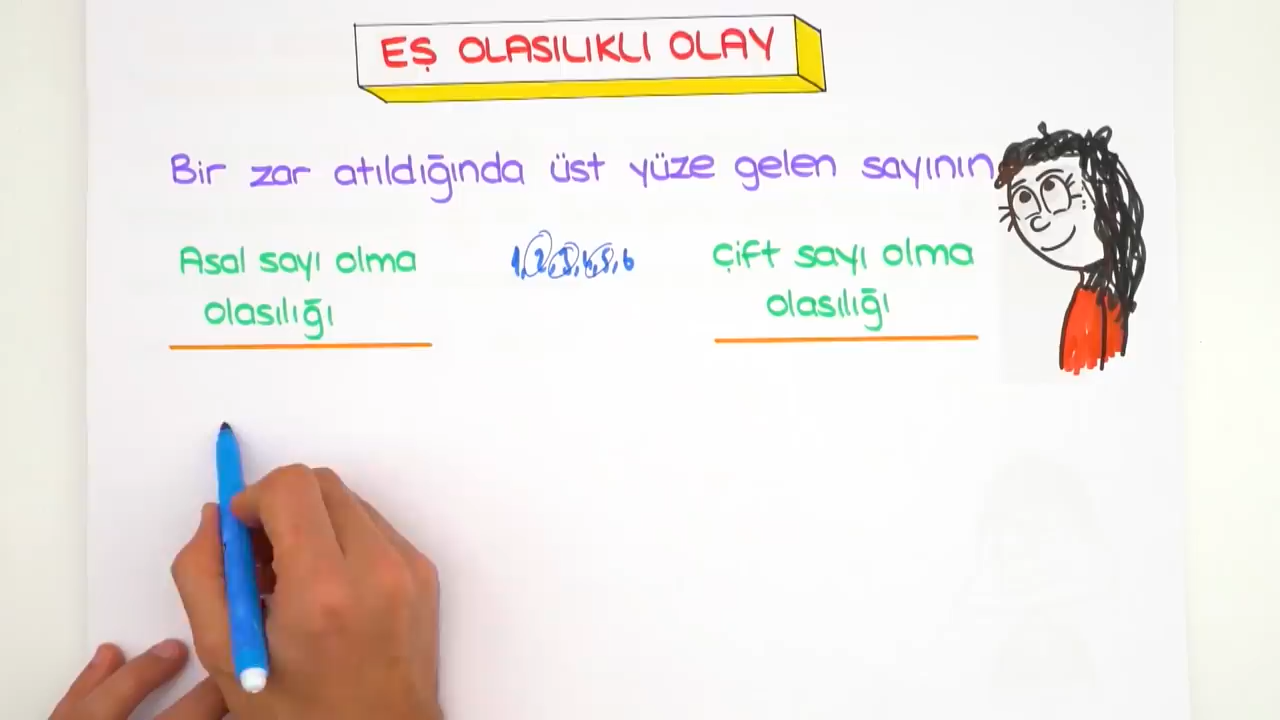 EŞ OLASILIKLI OLAY
Bir zar atıldığında üst yüze gelen sayının
Asal sayı olma
olasılığı
1,2,3,4,5,6
Çift sayı olma
olasılığı